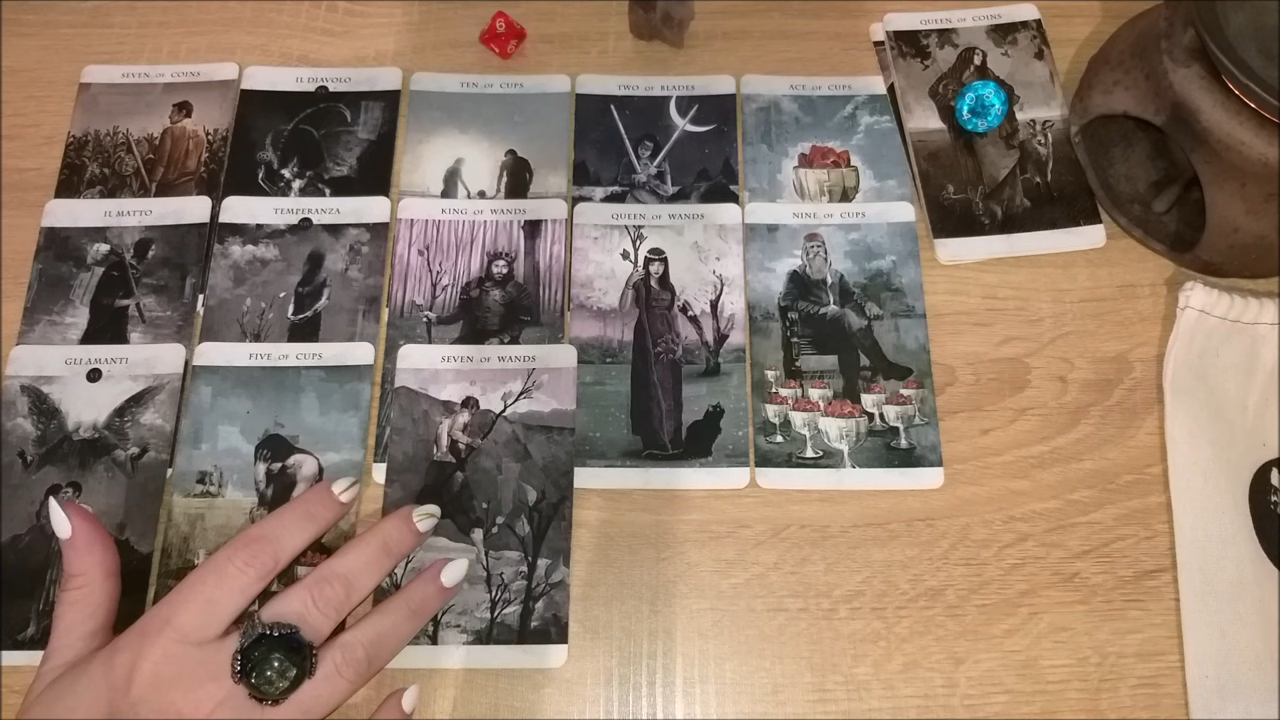 SEVEN OF COINS
IL DIAVOLO
TEN OF CUPS
TWO OF BLADES
ACE OF CUPS
QUEEN OF COINS
IL MATTO
TEMPERANZA
KING OF WANDS
QUEEN OF WANDS
NINE OF CUPS
GLI AMANTI
VI
FIVE OF CUPS
SEVEN OF WANDS
6